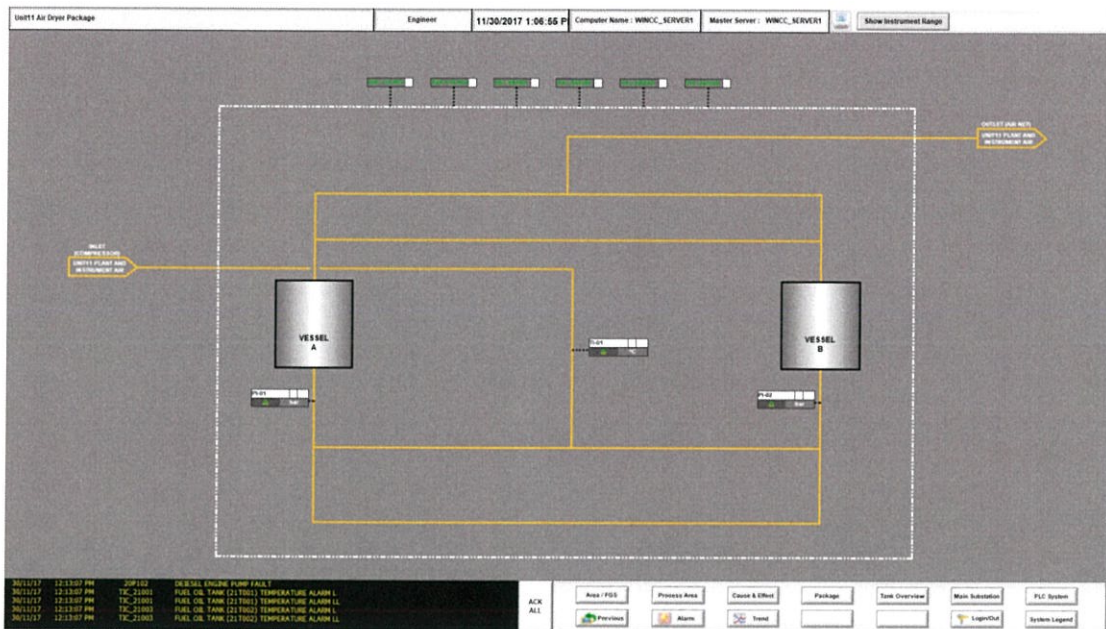 Unit11 Air Dryer Package
Engineer
11/30/2017 1:06:55 P
Computer Name : WINCC_SERVER1
Master Server : WINCC_SERVER1
Show Instrument Range
OUTLET (AIR NET)
UNIT11 PLANT AND
INSTRUMENT AIR
INLET
(COMPRESSOR)
UNIT11 PLANT AND
INSTRUMENT AIR
VESSEL
A
VESSEL
B
TI-01
°C
PI-01
bar
PI-02
bar
30/11/17 12:13:07 PM 20P102 DEIESEL ENGINE PUMP FAULT
30/11/17 12:13:07 PM TIC_21001 FUEL OIL TANK (21T001) TEMPERATURE ALARM L
30/11/17 12:13:07 PM TIC_21001 FUEL OIL TANK (21T001) TEMPERATURE ALARM LL
30/11/17 12:13:07 PM TIC_21003 FUEL OIL TANK (21T002) TEMPERATURE ALARM LL
30/11/17 12:13:07 PM TIC_21003 FUEL OIL TANK (21T002) TEMPERATURE ALARM L
ACK
ALL
Area / FGS
Process Area
Cause & Effect
Package
Tank Overview
Main Substation
PLC System
Previous
Alarm
Trend
Login/Out
System Legend